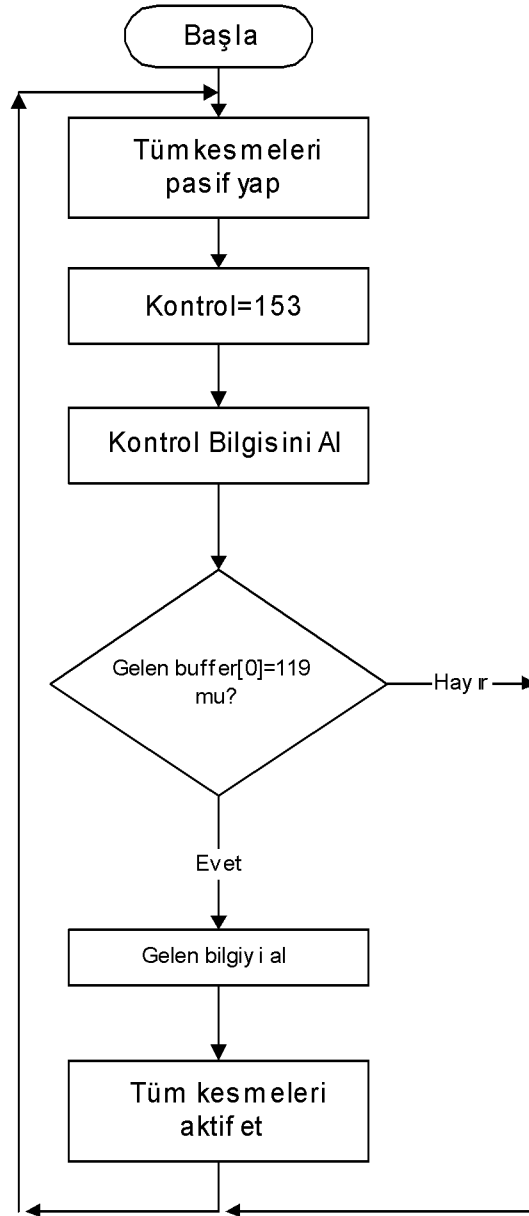 Başla
Tüm kesmeleri
pasif yap
Kontrol=153
Kontrol Bilgisini Al
Gelen buffer[0]=119
mu?
Hayır
Evet
Gelen bilgiyi al
Tüm kesmeleri
aktif et